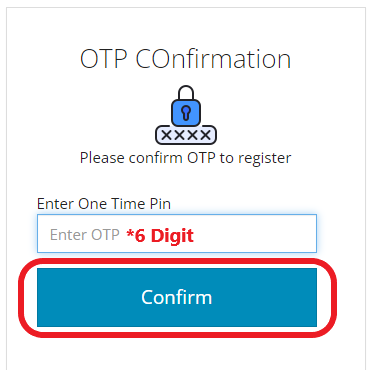 OTP COnfirmation
XXXX
Please confirm OTP to register
Enter One Time Pin
Enter OTP *6 Digit
Confirm